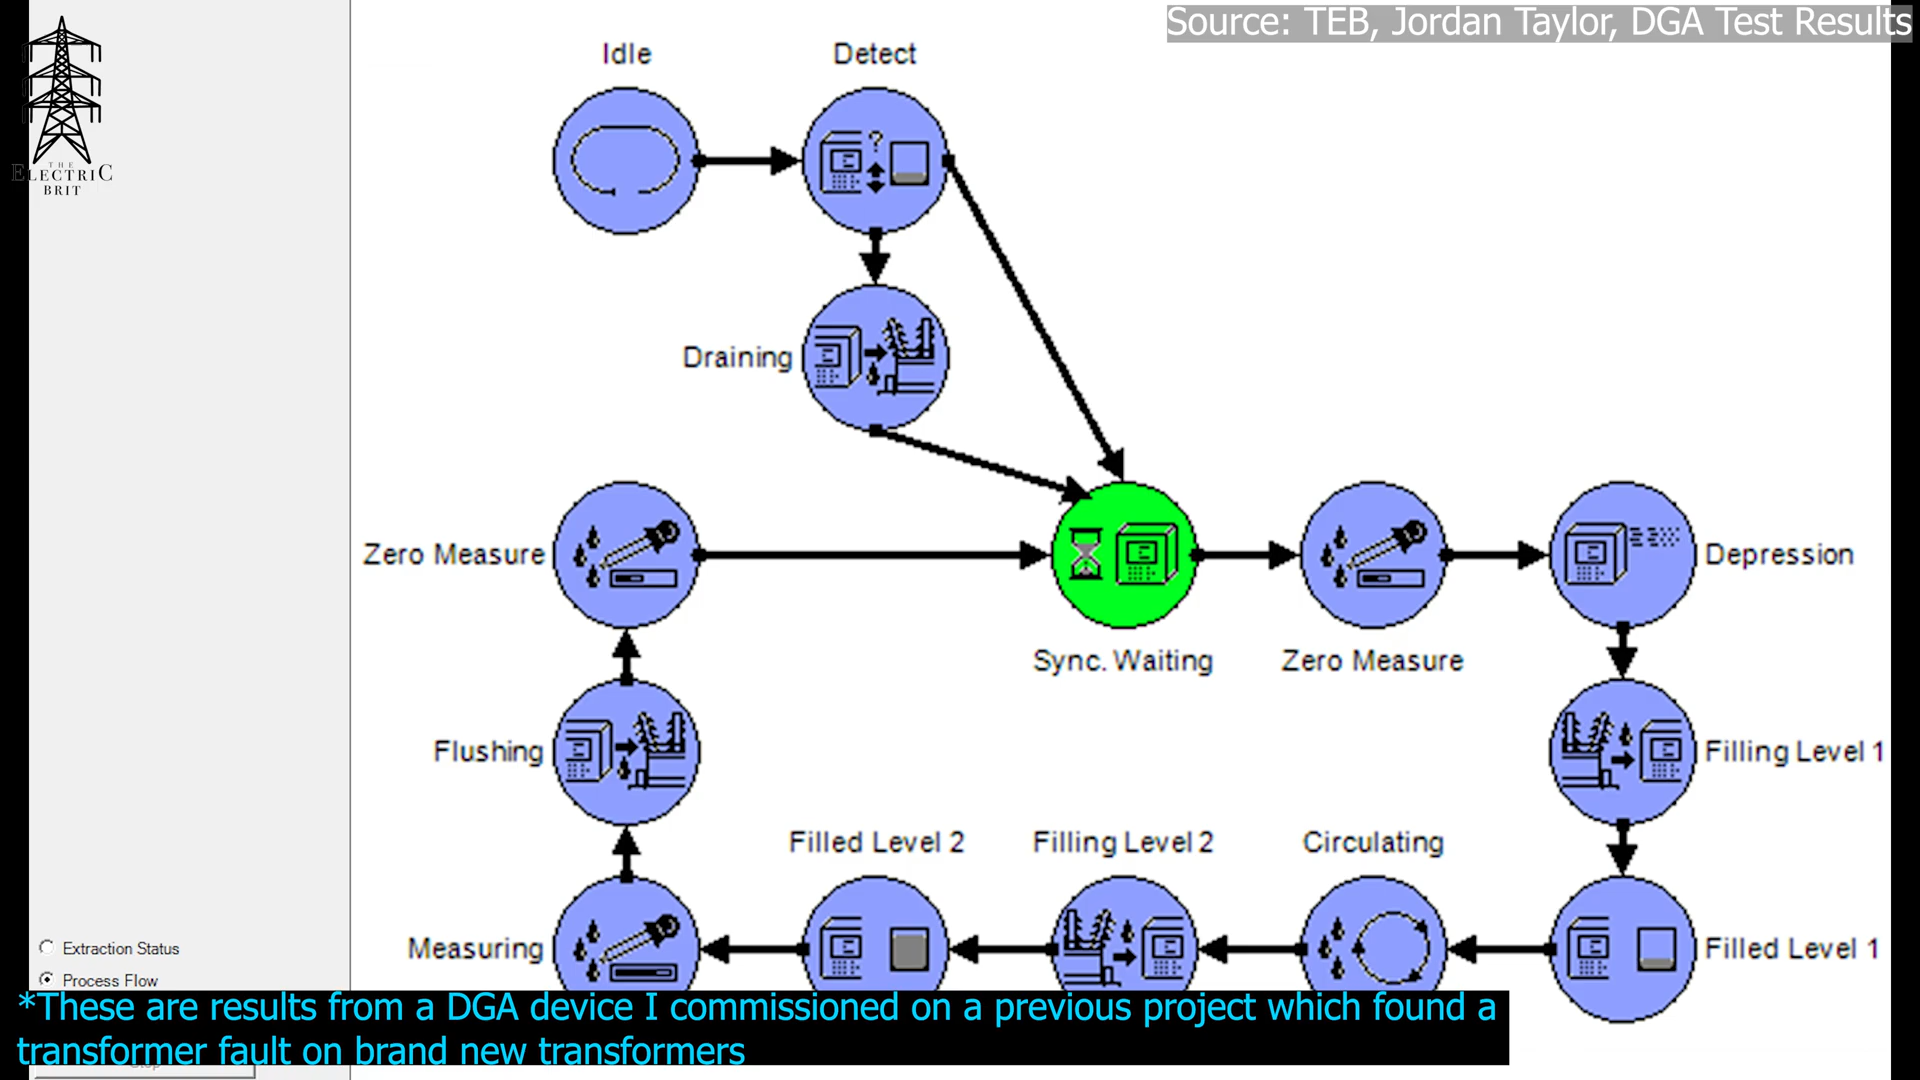 Source: TEB, Jordan Taylor, DGA Test Results
THE
ELECTRIC
BRIT
Idle
Detect
Draining
Zero Measure
Sync. Waiting
Zero Measure
Depression
Flushing
Filling Level 1
Filled Level 2
Filling Level 2
Circulating
Measuring
Filled Level 1
Extraction Status
Process Flow
*These are results from a DGA device I commissioned on a previous project which found a
transformer fault on brand new transformers